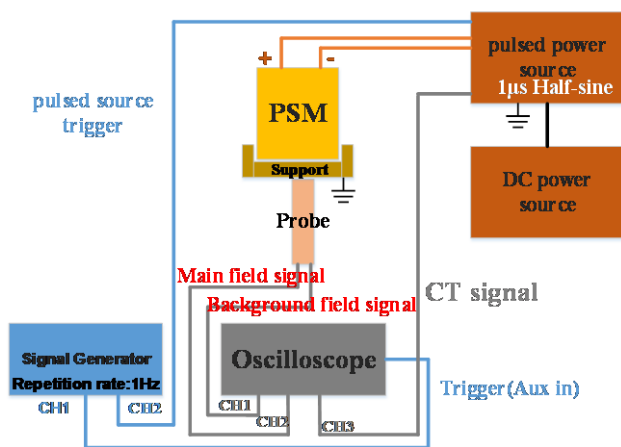 pulsed power
source
1μs Half-sine
+ -
pulsed source
trigger
PSM
Support
DC power
source
Probe
Main field signal
Background field signal
CT signal
Signal Generator
Repetition rate:1Hz
CH1
CH2
Oscilloscope
CH1
CH2
CH3
Trigger(Aux in)